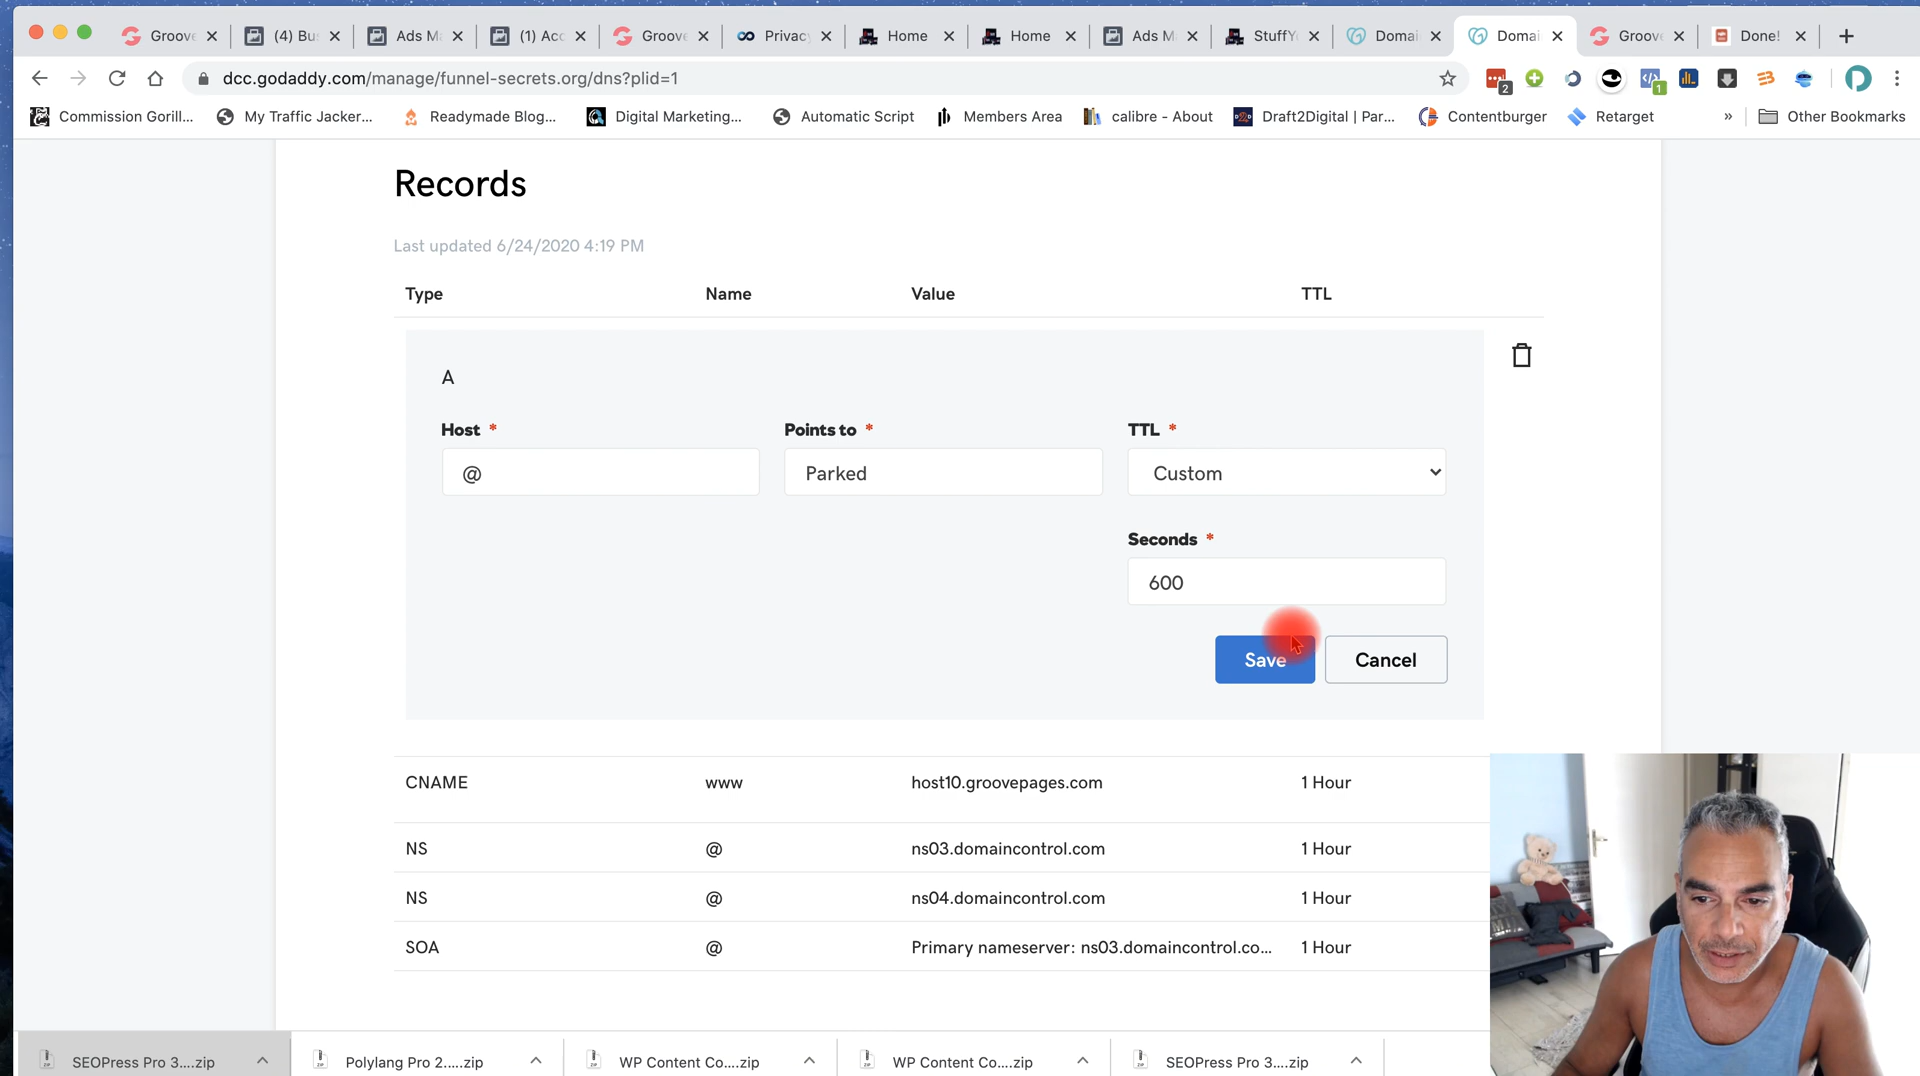 Groove
(4) Bu
Ads M
(1) Acc
Groove
Privac
Home
Home
Ads M
StuffY
Domai
Domai
Groove
Done!
dcc.godaddy.com/manage/funnel-secrets.org/dns?plid=1
2
1
Commission Gorill...
My Traffic Jacker...
Readymade Blog...
Digital Marketing...
Automatic Script
Members Area
calibre - About
Draft2Digital | Par...
Contentburger
Retarget
»
Other Bookmarks
Records
Last updated 6/24/2020 4:19 PM
Type Name Value TTL
A
Host * Points to * TTL *
@ Parked Custom
Seconds *
600
Save Cancel
CNAME www host10.groovepages.com 1 Hour
NS @ ns03.domaincontrol.com 1 Hour
NS @ ns04.domaincontrol.com 1 Hour
SOA @ Primary nameserver: ns03.domaincontrol.co... 1 Hour
SEOPress Pro 3....zip
Polylang Pro 2.....zip
WP Content Co....zip
WP Content Co....zip
SEOPress Pro 3....zip